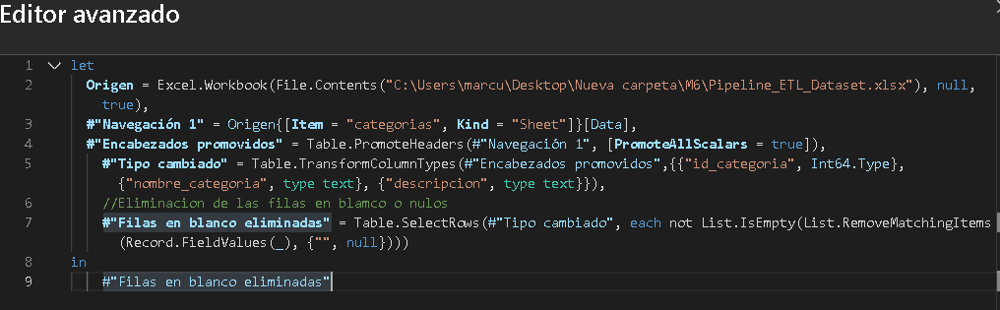 Editor avanzado
1 let
2 Origen = Excel.Workbook(File.Contents("C:\Users\marcu\Desktop\Nueva carpeta\M6\Pipeline_ETL_Dataset.xlsx"), null,
true),
3 #"Navegación 1" = Origen{[Item = "categorias", Kind = "Sheet"]}[Data],
4 #"Encabezados promovidos" = Table.PromoteHeaders(#"Navegación 1", [PromoteAllScalars = true]),
5 #"Tipo cambiado" = Table.TransformColumnTypes(#"Encabezados promovidos",{{"id_categoria", Int64.Type},
{"nombre_categoria", type text}, {"descripcion", type text}}),
6 //Eliminacion de las filas en blamco o nulos
7 #"Filas en blanco eliminadas" = Table.SelectRows(#"Tipo cambiado", each not List.IsEmpty(List.RemoveMatchingItems
(Record.FieldValues(_), {"", null})))
8 in
9 #"Filas en blanco eliminadas"